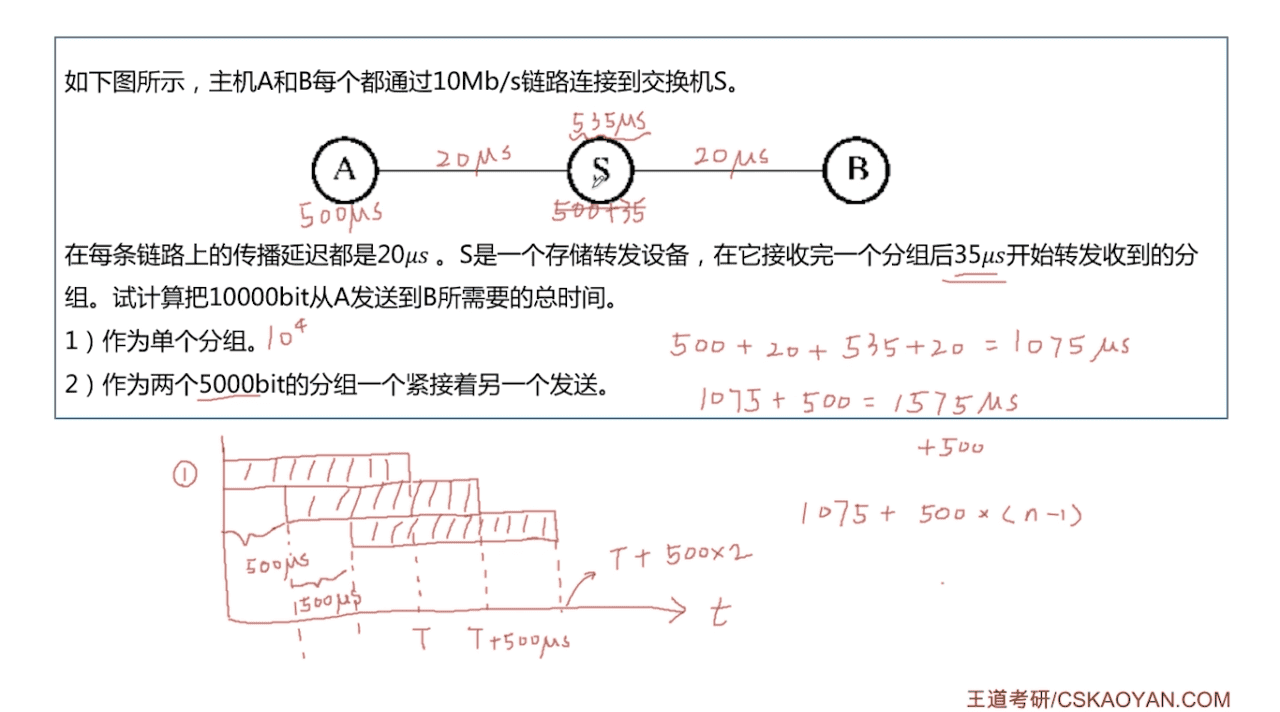 如下图所示，主机A和B每个都通过10Mb/s链路连接到交换机S。
535μs
A 20μs S 20μs B
500μs 500+35
在每条链路上的传播延迟都是20μs。S是一个存储转发设备，在它接收完一个分组后35μs开始转发收到的分
组。试计算把10000bit从A发送到B所需要的总时间。
1）作为单个分组。10⁴
500+20+535+20=1075μs
2）作为两个5000bit的分组一个紧接着另一个发送。
1075+500=1575μs
+500
①
1075+500×(n-1)
500μs
T+500×2
1500μs
t
T T+500μs
王道考研/CSKAOYAN.COM